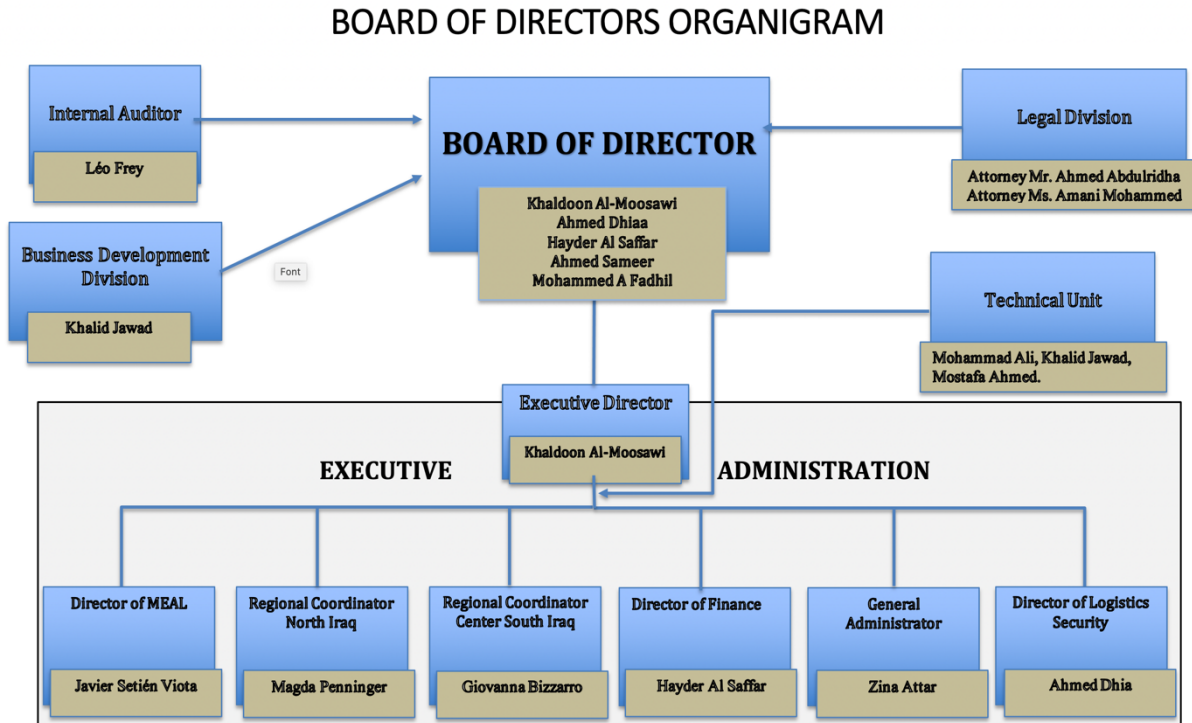 BOARD OF DIRECTORS ORGANIGRAM
Internal Auditor
Léo Frey
BOARD OF DIRECTOR
Khaldoon Al-Moosawi
Ahmed Dhiaa
Hayder Al Saffar
Ahmed Sameer
Mohammed A Fadhil
Legal Division
Attorney Mr. Ahmed Abdulridha
Attorney Ms. Amani Mohammed
Business Development
Division
Khalid Jawad
Font
Technical Unit
Mohammad Ali, Khalid Jawad,
Mostafa Ahmed.
Executive Director
Khaldoon Al-Moosawi
EXECUTIVE ADMINISTRATION
Director of MEAL
Javier Setién Viota
Regional Coordinator
North Iraq
Magda Penninger
Regional Coordinator
Center South Iraq
Giovanna Bizzarro
Director of Finance
Hayder Al Saffar
General
Administrator
Zina Attar
Director of Logistics
Security
Ahmed Dhia